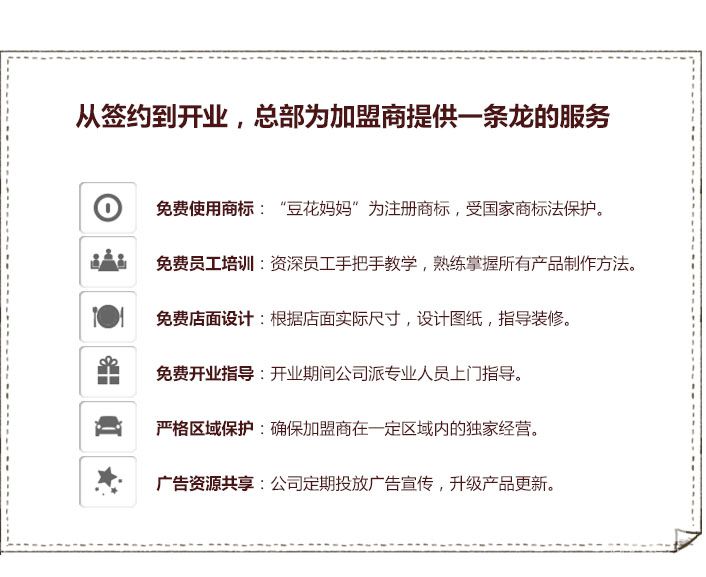 从签约到开业，总部为加盟商提供一条龙的服务
免费使用商标：“豆花妈妈”为注册商标，受国家商标法保护。
免费员工培训：资深员工手把手教学，熟练掌握所有产品制作方法。
免费店面设计：根据店面实际尺寸，设计图纸，指导装修。
免费开业指导：开业期间公司派专业人员上门指导。
严格区域保护：确保加盟商在一定区域内的独家经营。
广告资源共享：公司定期投放广告宣传，升级产品更新。